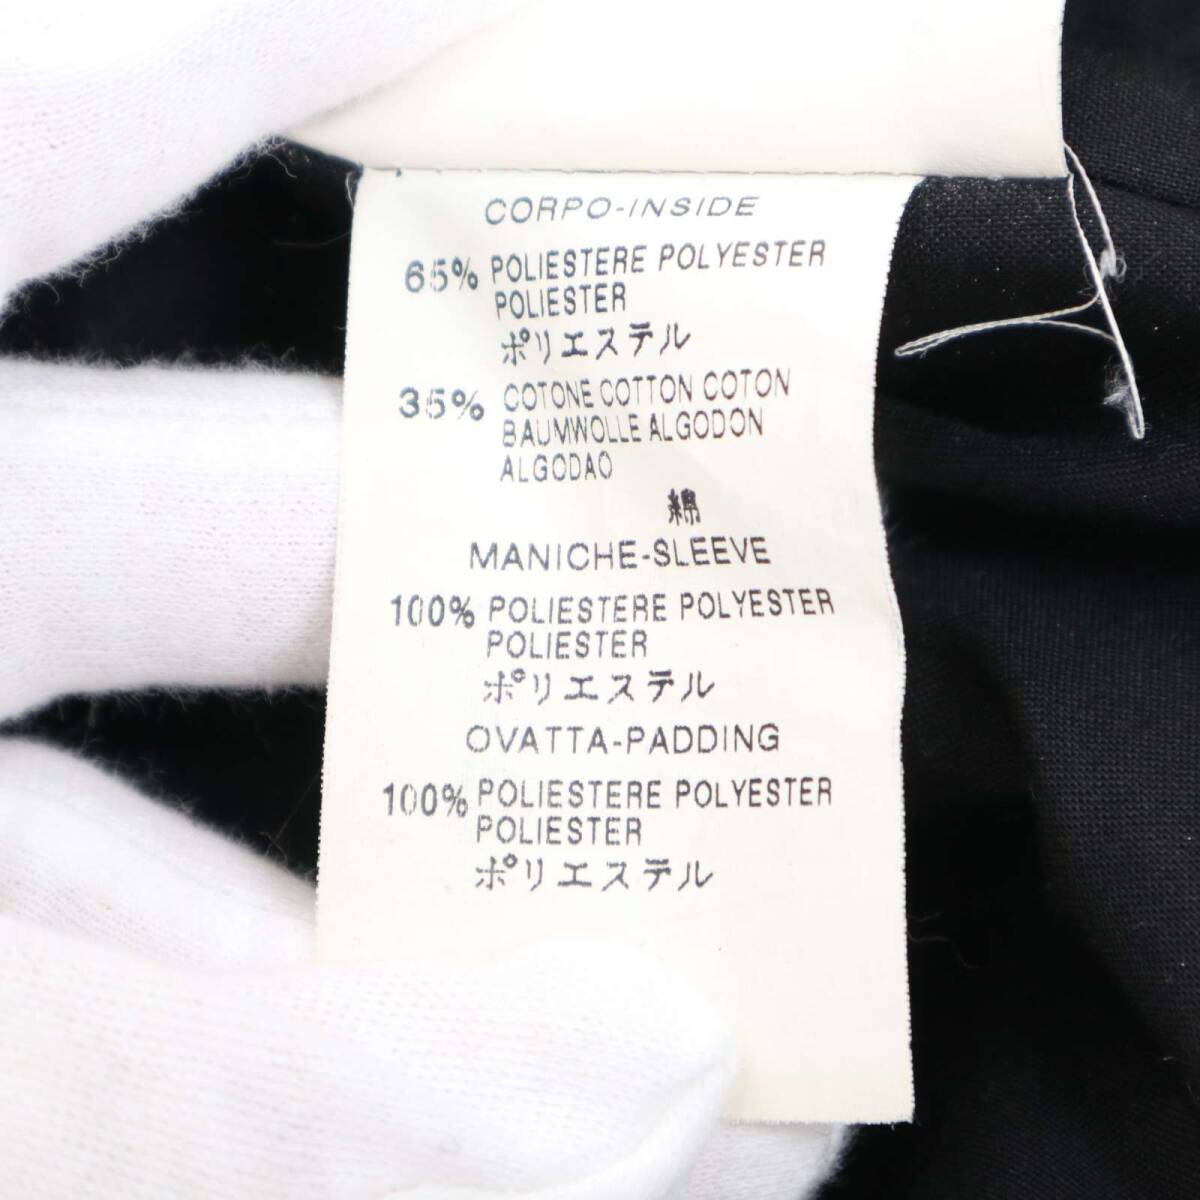 CORPO-INSIDE
65% POLIESTERE POLYESTER
POLIESTER
ポリエステル
35% COTONE COTTON COTON
BAUMWOLLE ALGODON
ALGODAO
綿
MANICHE-SLEEVE
100% POLIESTERE POLYESTER
POLIESTER
ポリエステル
OVATTA-PADDING
100% POLIESTERE POLYESTER
POLIESTER
ポリエステル